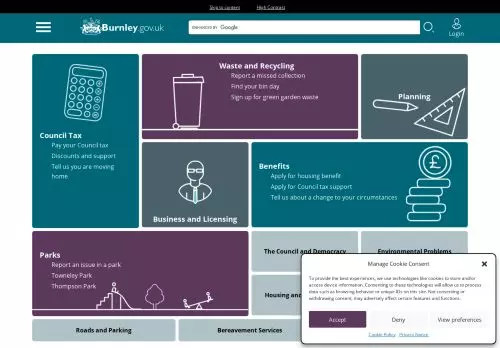 Skip to content
High Contrast
Burnley.gov.uk
ENHANCED BY Google
Login
Waste and Recycling
Report a missed collection
Find your bin day
Sign up for green garden waste
Planning
Council Tax
Pay your Council tax
Discounts and support
Tell us you are moving
home
Business and Licensing
Benefits
Apply for housing benefit
Apply for Council tax support
Tell us about a change to your circumstances
Parks
Report an issue in a park
Towneley Park
Thompson Park
The Council and Democracy
Environmental Problems
Housing and
Roads and Parking
Bereavement Services
Manage Cookie Consent
To provide the best experiences, we use technologies like cookies to store and/or
access device information. Consenting to these technologies will allow us to process
data such as browsing behavior or unique IDs on this site. Not consenting or
withdrawing consent, may adversely affect certain features and functions.
Accept
Deny
View preferences
Cookie Policy
Privacy Notice